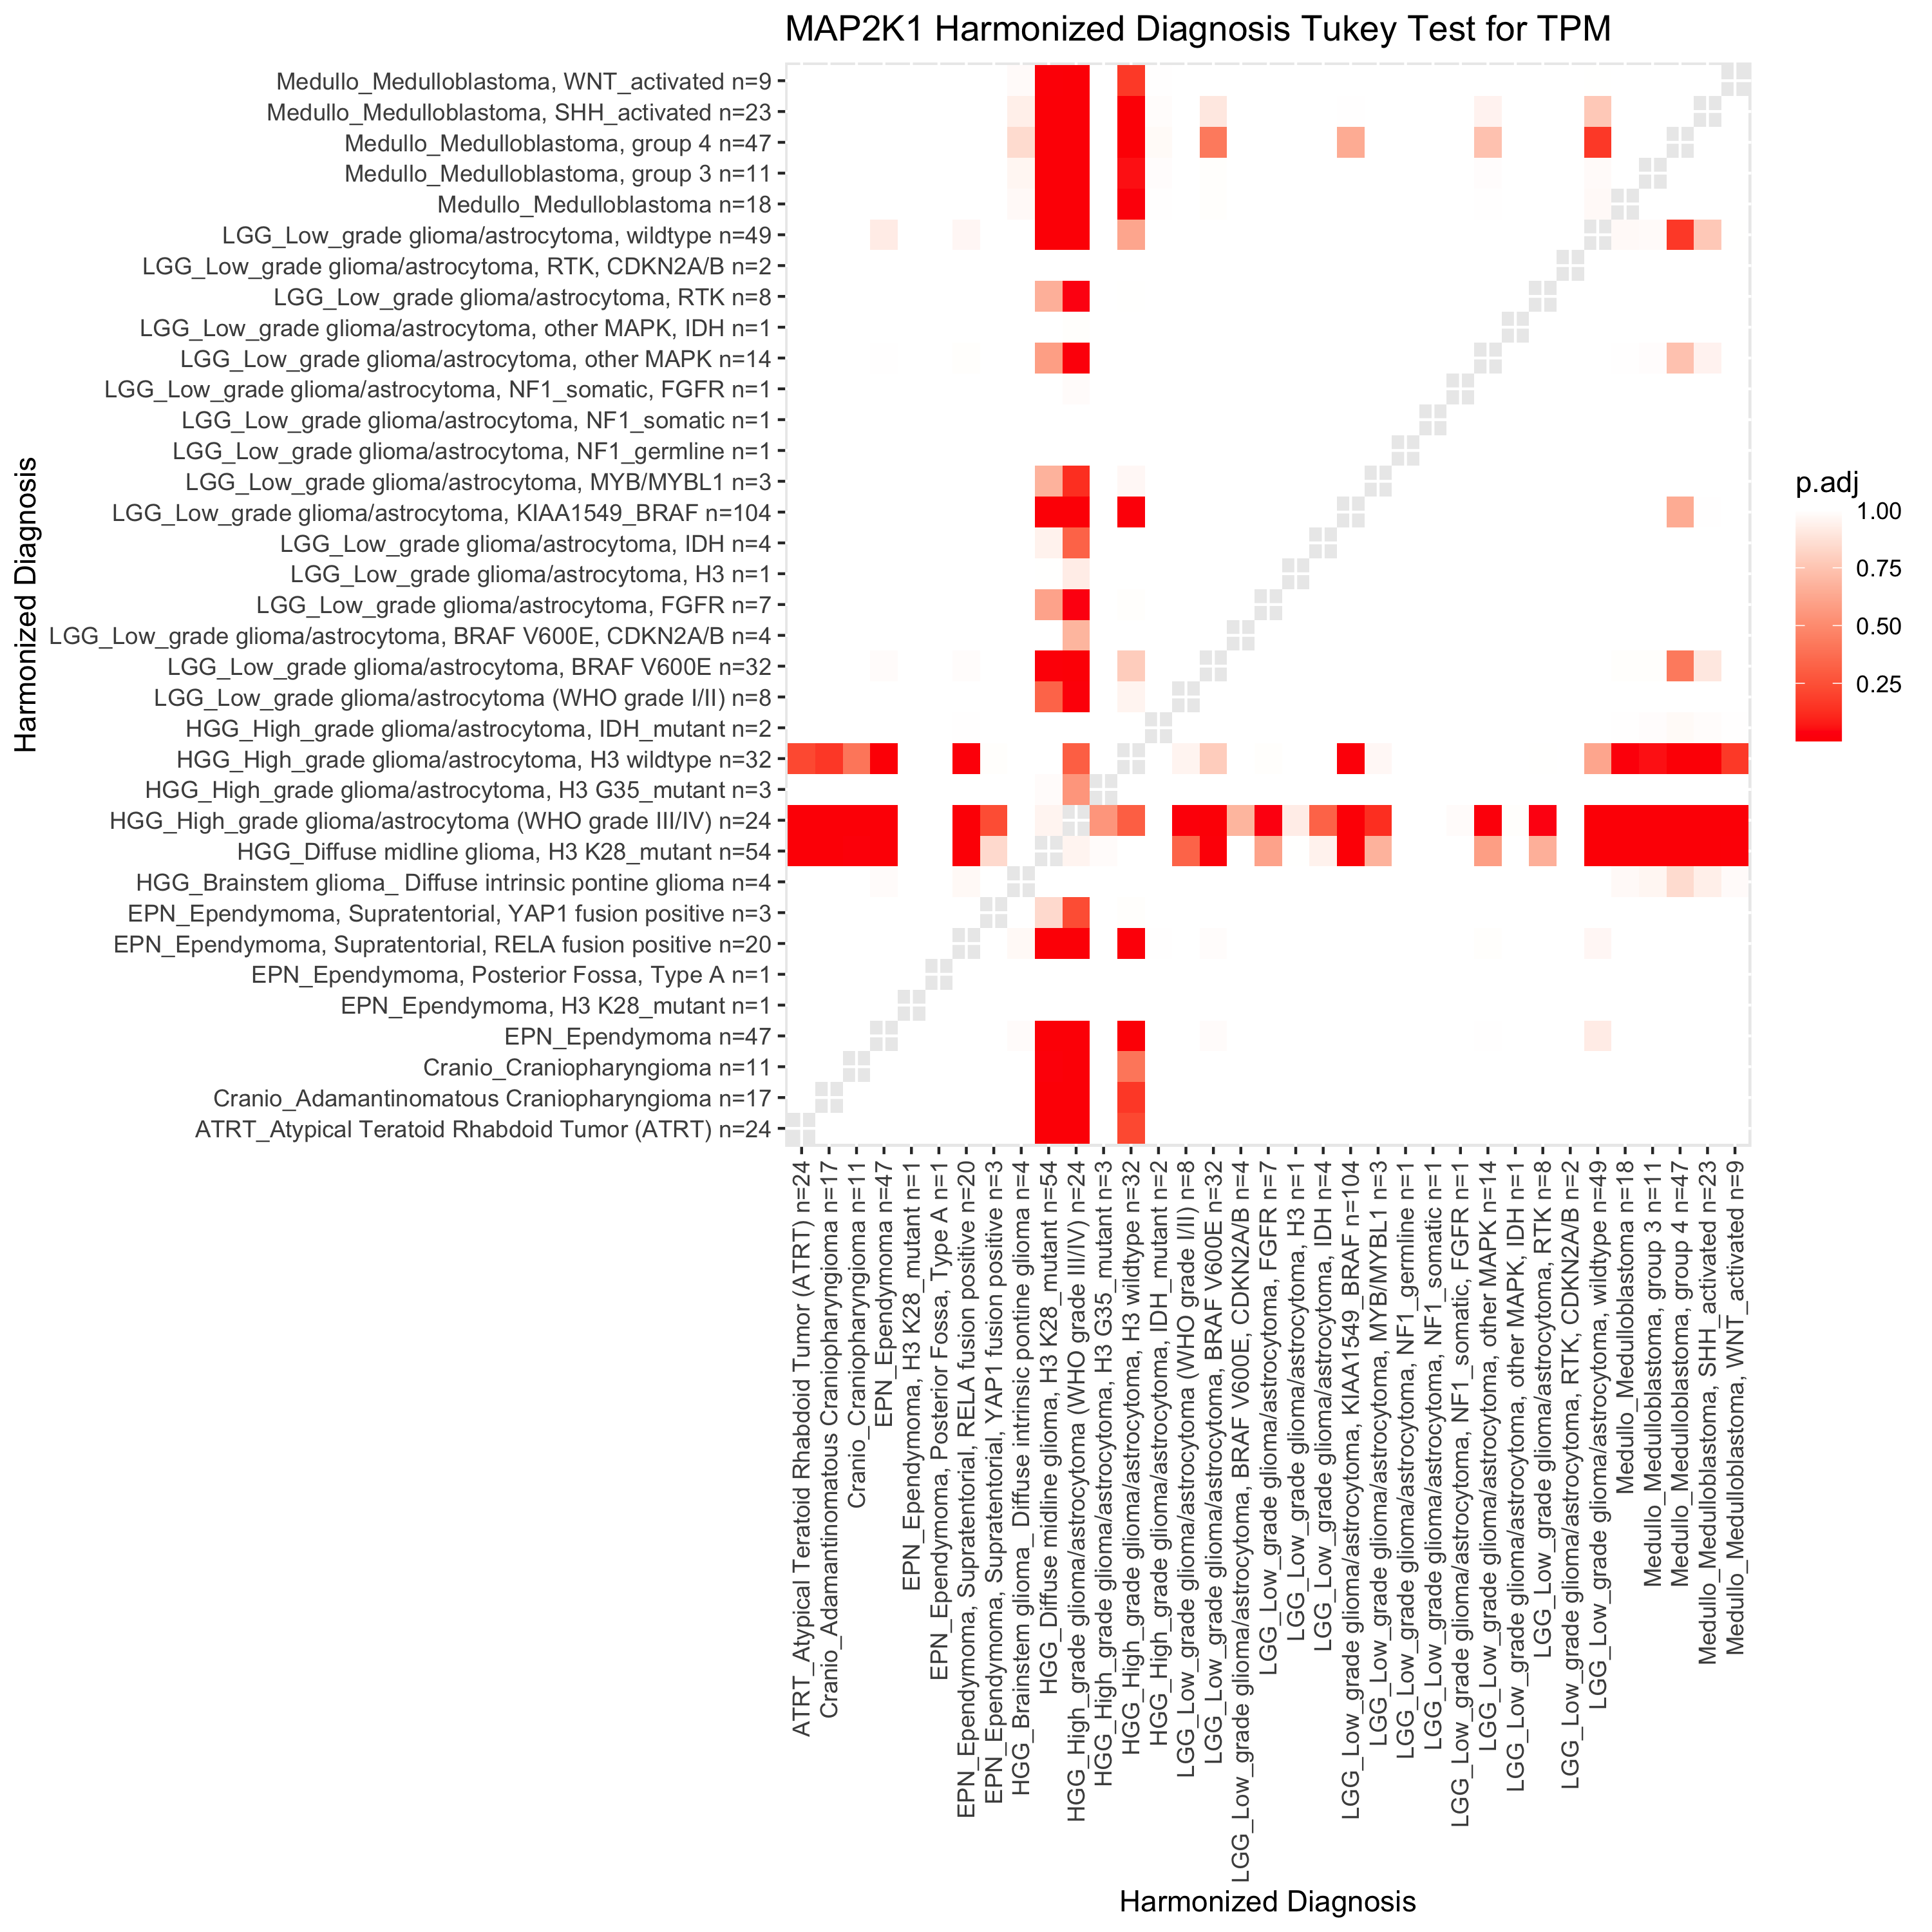 MAP2K1 Harmonized Diagnosis Tukey Test for TPM
Harmonized Diagnosis
Medullo_Medulloblastoma, WNT_activated n=9
Medullo_Medulloblastoma, SHH_activated n=23
Medullo_Medulloblastoma, group 4 n=47
Medullo_Medulloblastoma, group 3 n=11
Medullo_Medulloblastoma n=18
LGG_Low_grade glioma/astrocytoma, wildtype n=49
LGG_Low_grade glioma/astrocytoma, RTK, CDKN2A/B n=2
LGG_Low_grade glioma/astrocytoma, RTK n=8
LGG_Low_grade glioma/astrocytoma, other MAPK, IDH n=1
LGG_Low_grade glioma/astrocytoma, other MAPK n=14
LGG_Low_grade glioma/astrocytoma, NF1_somatic, FGFR n=1
LGG_Low_grade glioma/astrocytoma, NF1_somatic n=1
LGG_Low_grade glioma/astrocytoma, NF1_germline n=1
LGG_Low_grade glioma/astrocytoma, MYB/MYBL1 n=3
LGG_Low_grade glioma/astrocytoma, KIAA1549_BRAF n=104
LGG_Low_grade glioma/astrocytoma, IDH n=4
LGG_Low_grade glioma/astrocytoma, H3 n=1
LGG_Low_grade glioma/astrocytoma, FGFR n=7
LGG_Low_grade glioma/astrocytoma, BRAF V600E, CDKN2A/B n=4
LGG_Low_grade glioma/astrocytoma, BRAF V600E n=32
LGG_Low_grade glioma/astrocytoma (WHO grade I/II) n=8
HGG_High_grade glioma/astrocytoma, IDH_mutant n=2
HGG_High_grade glioma/astrocytoma, H3 wildtype n=32
HGG_High_grade glioma/astrocytoma, H3 G35_mutant n=3
HGG_High_grade glioma/astrocytoma (WHO grade III/IV) n=24
HGG_Diffuse midline glioma, H3 K28_mutant n=54
HGG_Brainstem glioma_ Diffuse intrinsic pontine glioma n=4
EPN_Ependymoma, Supratentorial, YAP1 fusion positive n=3
EPN_Ependymoma, Supratentorial, RELA fusion positive n=20
EPN_Ependymoma, Posterior Fossa, Type A n=1
EPN_Ependymoma, H3 K28_mutant n=1
EPN_Ependymoma n=47
Cranio_Craniopharyngioma n=11
Cranio_Adamantinomatous Craniopharyngioma n=17
ATRT_Atypical Teratoid Rhabdoid Tumor (ATRT) n=24
p.adj
1.00
0.75
0.50
0.25
ATRT_Atypical Teratoid Rhabdoid Tumor (ATRT) n=24
Cranio_Adamantinomatous Craniopharyngioma n=17
Cranio_Craniopharyngioma n=11
EPN_Ependymoma n=47
EPN_Ependymoma, H3 K28_mutant n=1
EPN_Ependymoma, Posterior Fossa, Type A n=1
EPN_Ependymoma, Supratentorial, RELA fusion positive n=20
EPN_Ependymoma, Supratentorial, YAP1 fusion positive n=3
HGG_Brainstem glioma_ Diffuse intrinsic pontine glioma n=4
HGG_Diffuse midline glioma, H3 K28_mutant n=54
HGG_High_grade glioma/astrocytoma (WHO grade III/IV) n=24
HGG_High_grade glioma/astrocytoma, H3 G35_mutant n=3
HGG_High_grade glioma/astrocytoma, H3 wildtype n=32
HGG_High_grade glioma/astrocytoma, IDH_mutant n=2
LGG_Low_grade glioma/astrocytoma (WHO grade I/II) n=8
LGG_Low_grade glioma/astrocytoma, BRAF V600E n=32
LGG_Low_grade glioma/astrocytoma, BRAF V600E, CDKN2A/B n=4
LGG_Low_grade glioma/astrocytoma, FGFR n=7
LGG_Low_grade glioma/astrocytoma, H3 n=1
LGG_Low_grade glioma/astrocytoma, IDH n=4
LGG_Low_grade glioma/astrocytoma, KIAA1549_BRAF n=104
LGG_Low_grade glioma/astrocytoma, MYB/MYBL1 n=3
LGG_Low_grade glioma/astrocytoma, NF1_germline n=1
LGG_Low_grade glioma/astrocytoma, NF1_somatic n=1
LGG_Low_grade glioma/astrocytoma, NF1_somatic, FGFR n=1
LGG_Low_grade glioma/astrocytoma, other MAPK n=14
LGG_Low_grade glioma/astrocytoma, other MAPK, IDH n=1
LGG_Low_grade glioma/astrocytoma, RTK n=8
LGG_Low_grade glioma/astrocytoma, RTK, CDKN2A/B n=2
LGG_Low_grade glioma/astrocytoma, wildtype n=49
Medullo_Medulloblastoma n=18
Medullo_Medulloblastoma, group 3 n=11
Medullo_Medulloblastoma, group 4 n=47
Medullo_Medulloblastoma, SHH_activated n=23
Medullo_Medulloblastoma, WNT_activated n=9
Harmonized Diagnosis